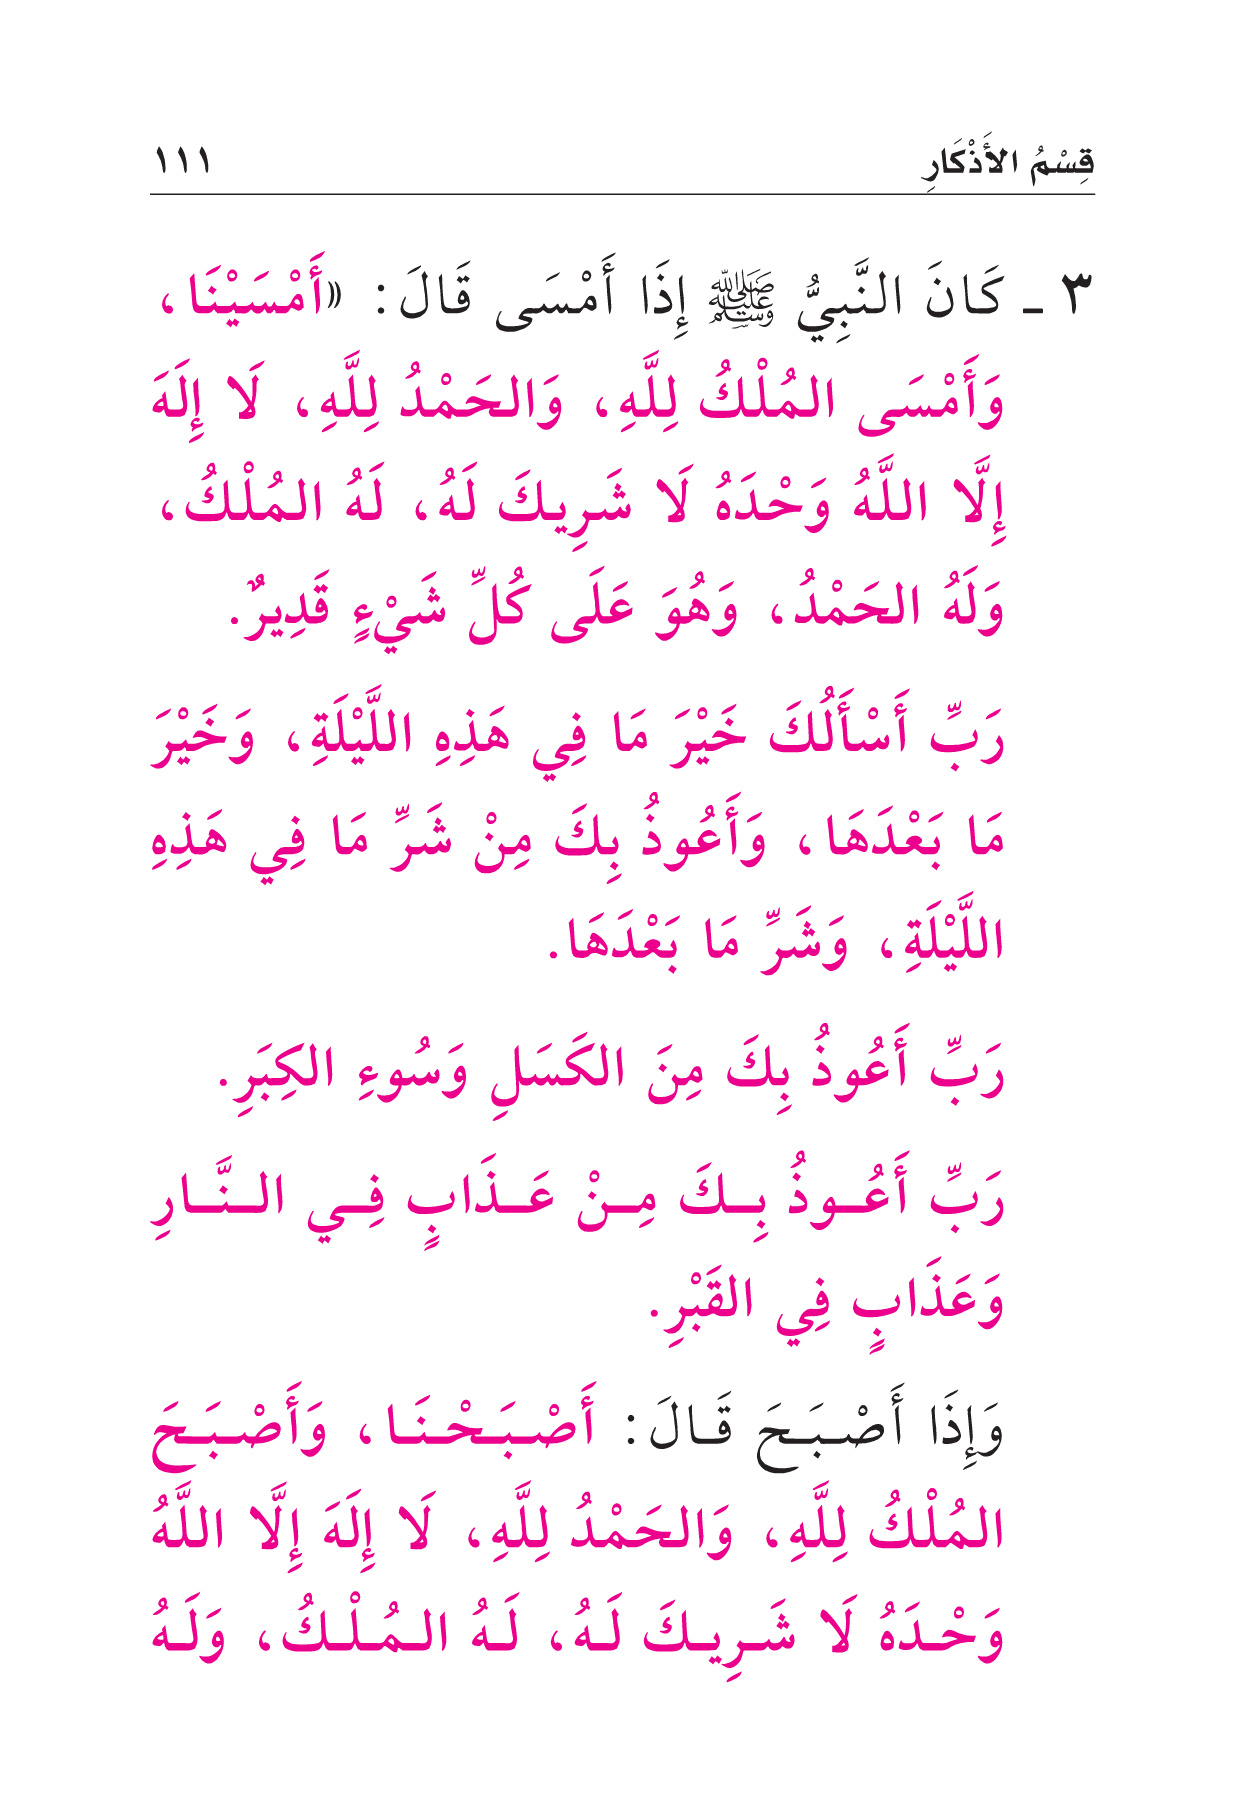 قِسْمُ الأَذْكَارِ ١١١
٣ ـ كَانَ النَّبِيُّ ﷺ إِذَا أَمْسَى قَالَ: «أَمْسَيْنَا،
وَأَمْسَى المُلْكُ لِلَّهِ، وَالحَمْدُ لِلَّهِ، لَا إِلَهَ
إِلَّا اللَّهُ وَحْدَهُ لَا شَرِيكَ لَهُ، لَهُ المُلْكُ،
وَلَهُ الحَمْدُ، وَهُوَ عَلَى كُلِّ شَيْءٍ قَدِيرٌ.
رَبِّ أَسْأَلُكَ خَيْرَ مَا فِي هَذِهِ اللَّيْلَةِ، وَخَيْرَ
مَا بَعْدَهَا، وَأَعُوذُ بِكَ مِنْ شَرِّ مَا فِي هَذِهِ
اللَّيْلَةِ، وَشَرِّ مَا بَعْدَهَا.
رَبِّ أَعُوذُ بِكَ مِنَ الكَسَلِ وَسُوءِ الكِبَرِ.
رَبِّ أَعُوذُ بِكَ مِنْ عَذَابٍ فِي النَّارِ
وَعَذَابٍ فِي القَبْرِ.
وَإِذَا أَصْبَحَ قَالَ: أَصْبَحْنَا، وَأَصْبَحَ
المُلْكُ لِلَّهِ، وَالحَمْدُ لِلَّهِ، لَا إِلَهَ إِلَّا اللَّهُ
وَحْدَهُ لَا شَرِيكَ لَهُ، لَهُ المُلْكُ، وَلَهُ